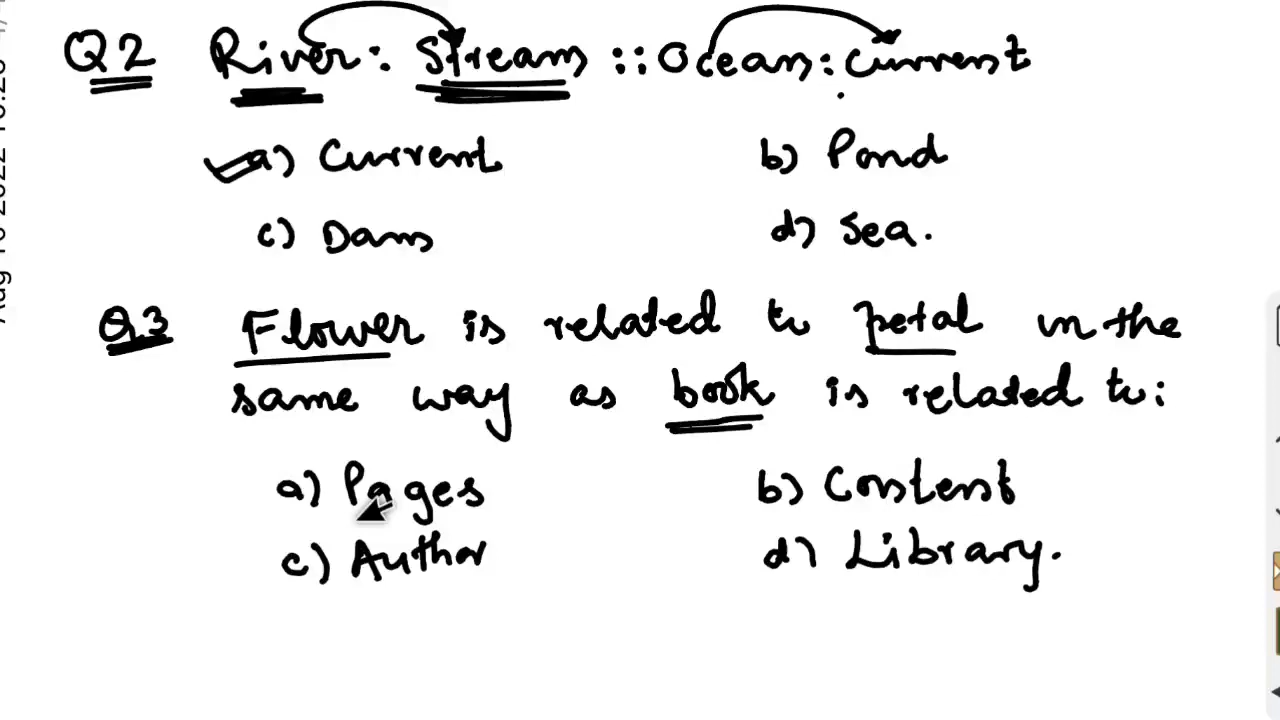 Q2 River : Stream :: Ocean : Current
a) Current b) Pond
c) Dam d) Sea.
Q3 Flower is related to petal in the
same way as book is related to:
a) Pages b) Content
c) Author d) Library.